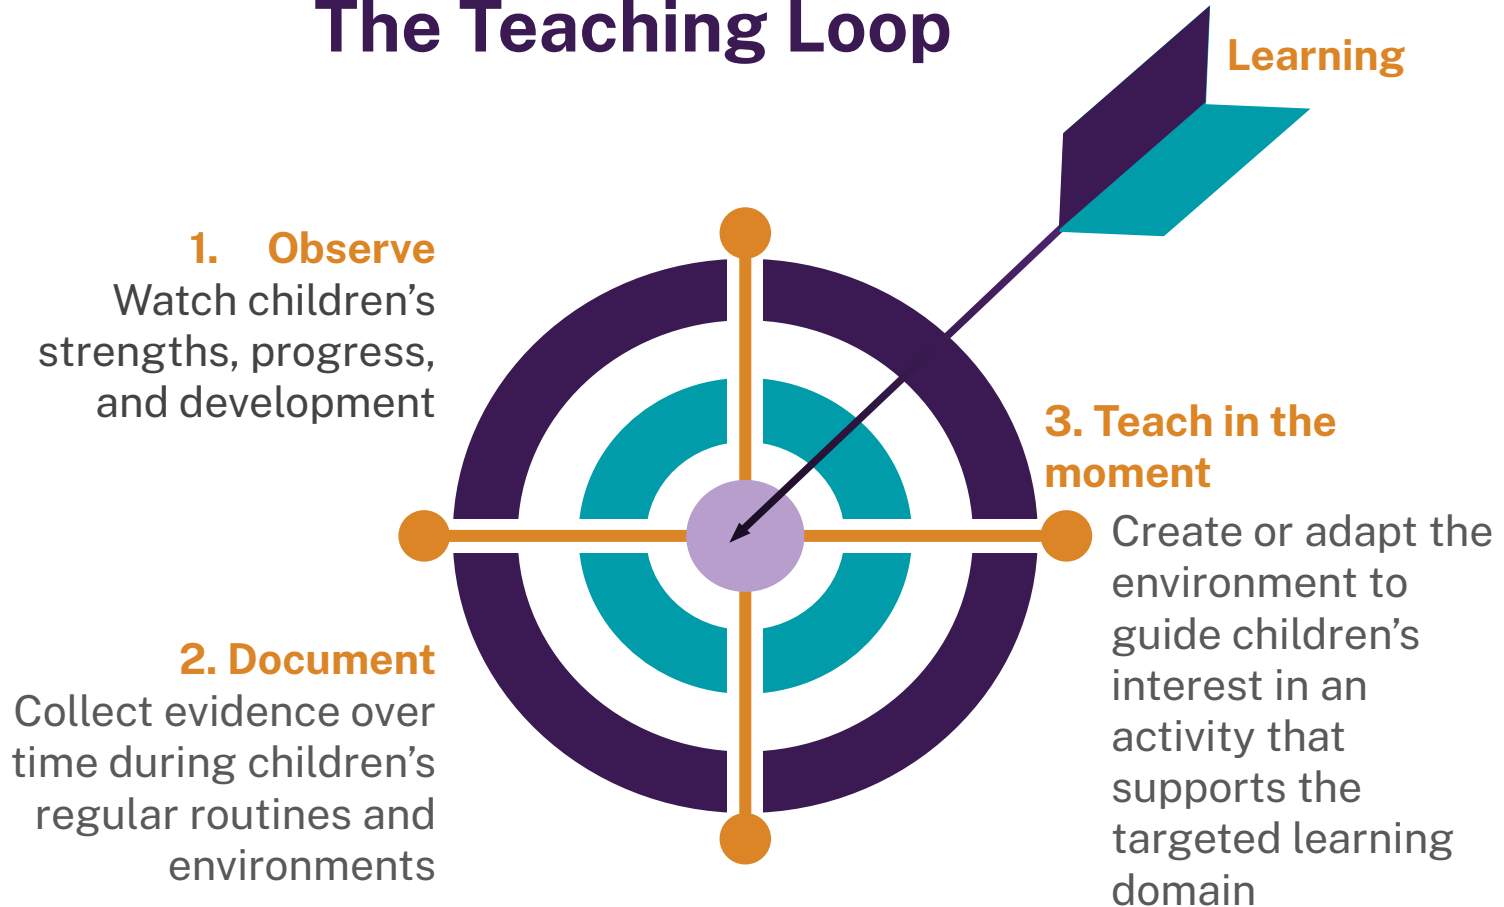 The Teaching Loop
Learning
1. Observe
Watch children’s
strengths, progress,
and development
2. Document
Collect evidence over
time during children’s
regular routines and
environments
3. Teach in the
moment
Create or adapt the
environment to
guide children’s
interest in an
activity that
supports the
targeted learning
domain